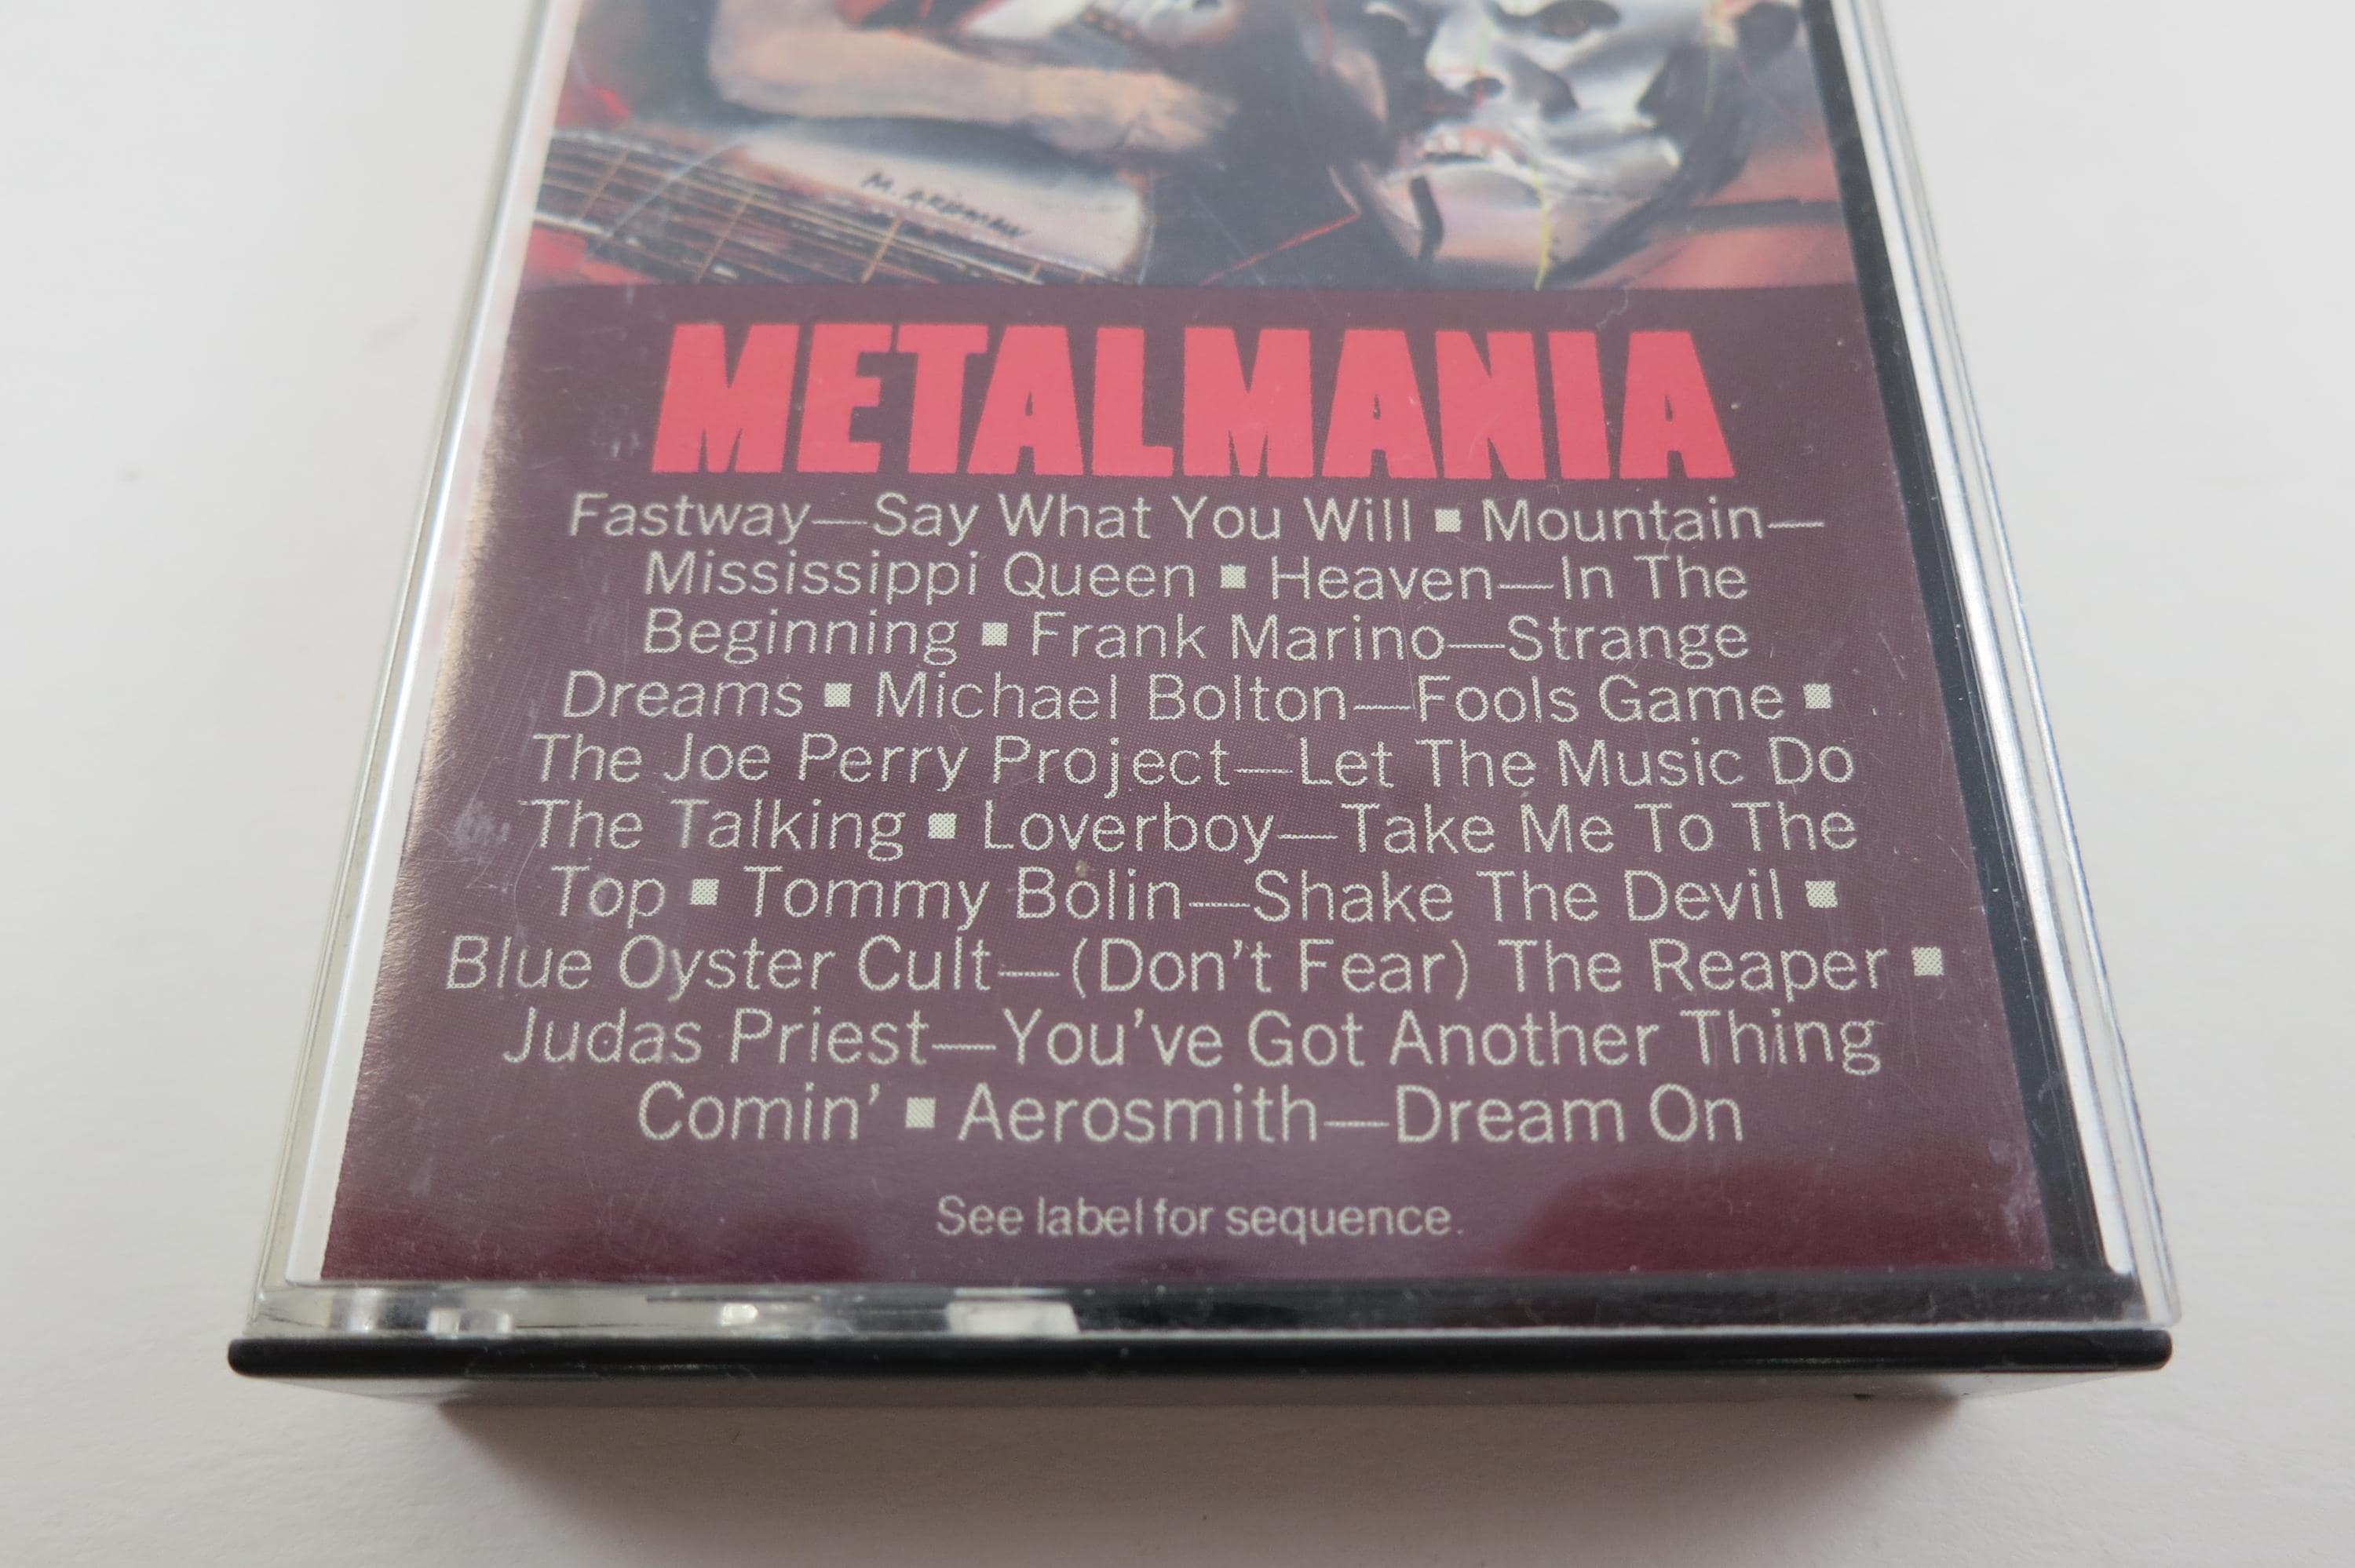 METALMANIA
Fastway—Say What You Will ■ Mountain—
Mississippi Queen ■ Heaven—In The
Beginning ■ Frank Marino—Strange
Dreams ■ Michael Bolton—Fools Game ■
The Joe Perry Project—Let The Music Do
The Talking ■ Loverboy—Take Me To The
Top ■ Tommy Bolin—Shake The Devil ■
Blue Oyster Cult—(Don't Fear) The Reaper ■
Judas Priest—You've Got Another Thing
Comin' ■ Aerosmith—Dream On
See label for sequence.